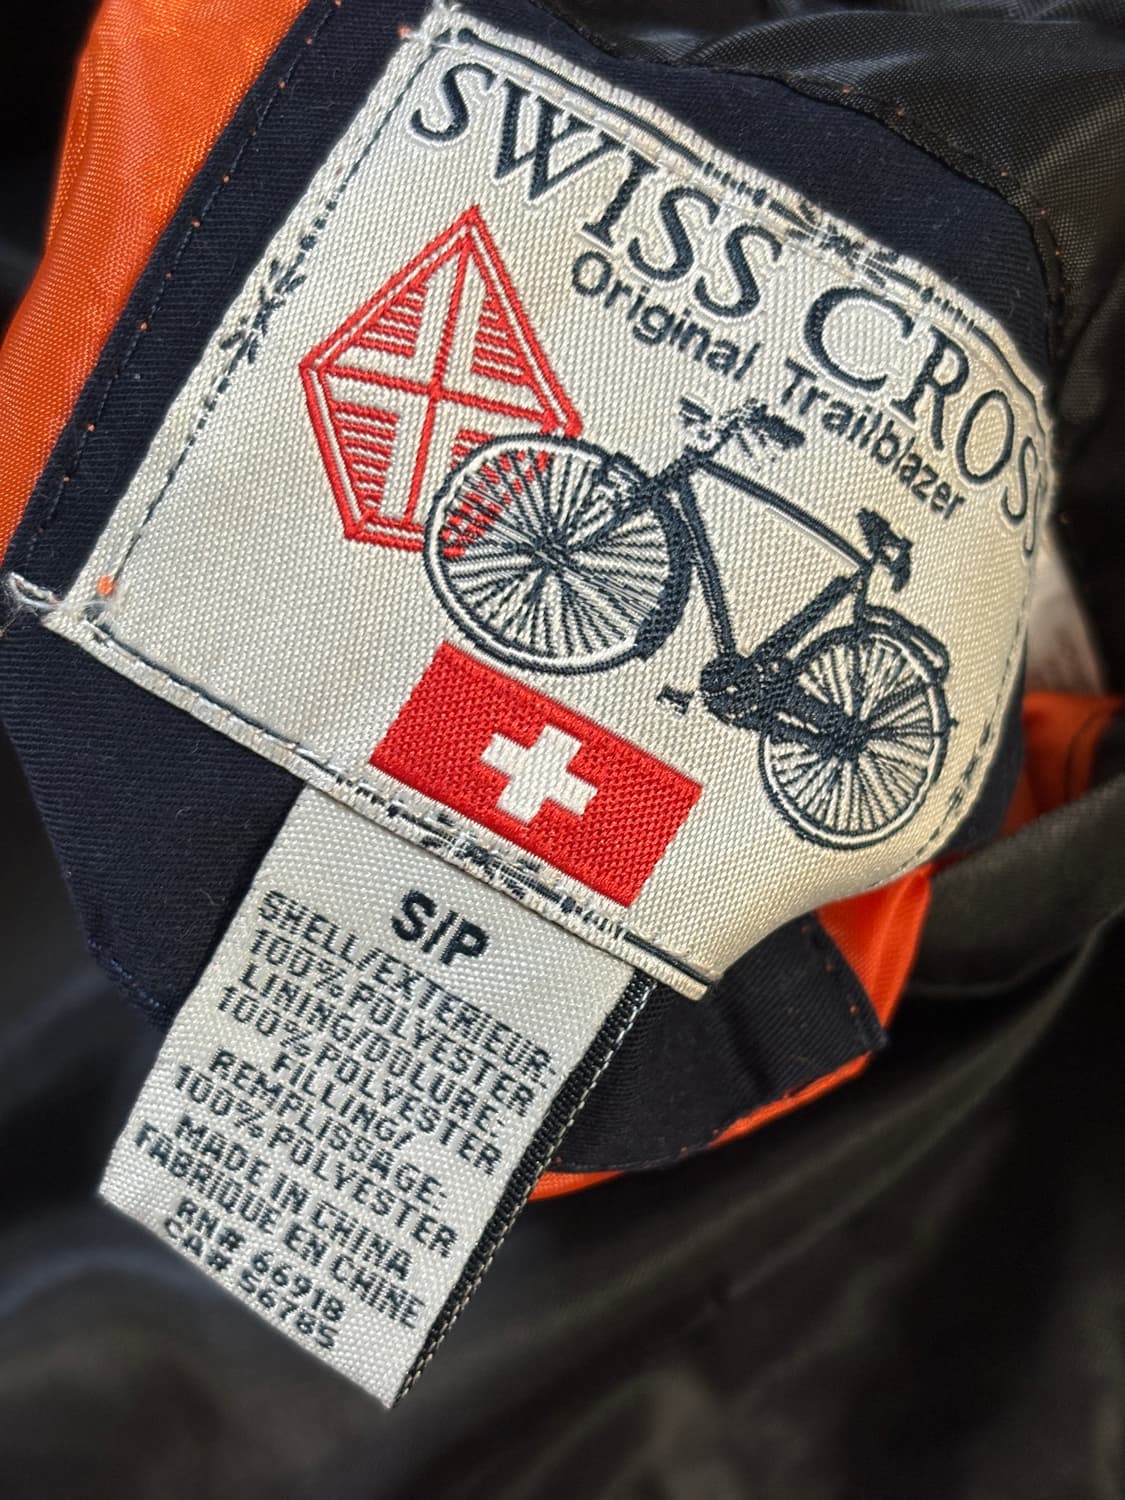 SWISS CROSS
Original Trailblazer
S/P
SHELL/EXTERIEUR:
100% POLYESTER
LINING/DOLURE:
100% POLYESTER
FILLING/
REMPLISSAGE:
100% POLYESTER
MADE IN CHINA
FABRIQUE EN CHINE
RN# 66918
CA# 56785